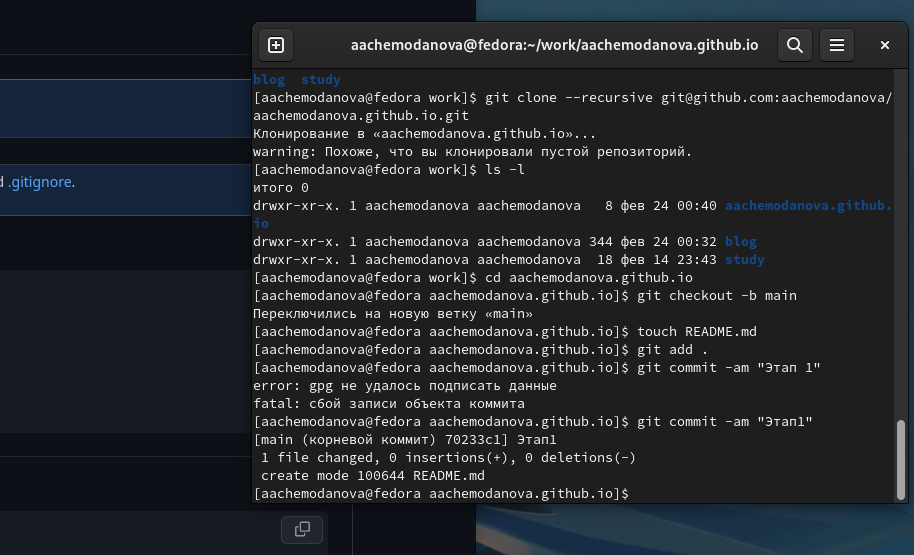 aachemodanova@fedora:~/work/aachemodanova.github.io
blog  study
[aachemodanova@fedora work]$ git clone --recursive git@github.com:aachemodanova/
aachemodanova.github.io.git
Клонирование в «aachemodanova.github.io»...
warning: Похоже, что вы клонировали пустой репозиторий.
[aachemodanova@fedora work]$ ls -l
итого 0
drwxr-xr-x. 1 aachemodanova aachemodanova   8 фев 24 00:40 aachemodanova.github.
io
drwxr-xr-x. 1 aachemodanova aachemodanova 344 фев 24 00:32 blog
drwxr-xr-x. 1 aachemodanova aachemodanova  18 фев 14 23:43 study
[aachemodanova@fedora work]$ cd aachemodanova.github.io
[aachemodanova@fedora aachemodanova.github.io]$ git checkout -b main
Переключились на новую ветку «main»
[aachemodanova@fedora aachemodanova.github.io]$ touch README.md
[aachemodanova@fedora aachemodanova.github.io]$ git add .
[aachemodanova@fedora aachemodanova.github.io]$ git commit -am "Этап 1"
error: gpg не удалось подписать данные
fatal: сбой записи объекта коммита
[aachemodanova@fedora aachemodanova.github.io]$ git commit -am "Этап1"
[main (корневой коммит) 70233c1] Этап1
 1 file changed, 0 insertions(+), 0 deletions(-)
 create mode 100644 README.md
[aachemodanova@fedora aachemodanova.github.io]$
.gitignore.